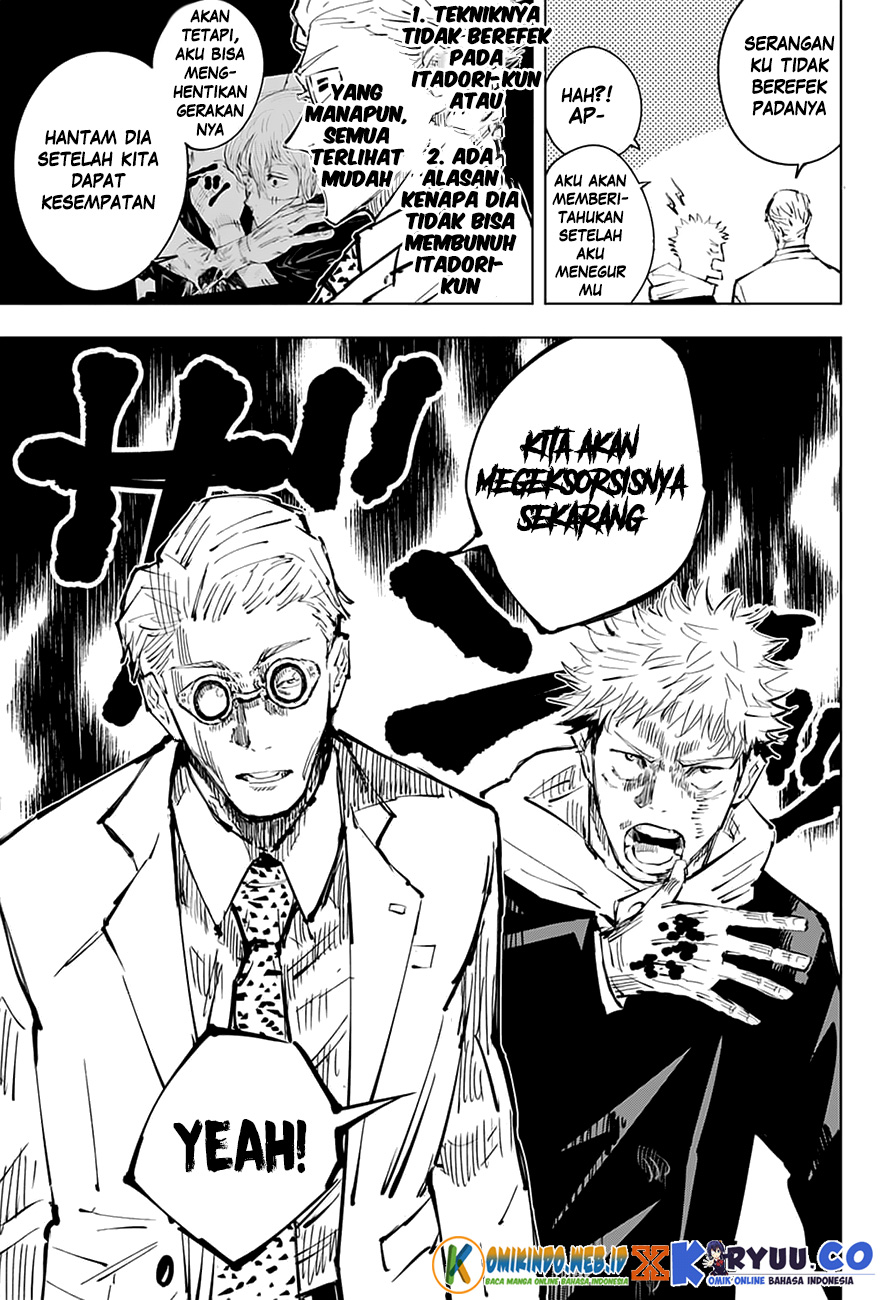 SERANGAN
KU TIDAK
BEREFEK
PADANYA
HAH?!
AP-
AKU AKAN
MEMBERI-
TAHUKAN
SETELAH
AKU
MENEGUR
MU
1. TEKNIKNYA
TIDAK BEREFEK
PADA
ITADORI-KUN
ATAU
2. ADA
ALASAN
KENAPA DIA
TIDAK BISA
MEMBUNUH
ITADORI-
KUN
YANG
MANAPUN,
SEMUA
TERLIHAT
MUDAH
AKAN
TETAPI,
AKU BISA
MENG-
HENTIKAN
GERAKAN
NYA
HANTAM DIA
SETELAH KITA
DAPAT
KESEMPATAN
KITA AKAN
MEGEKSORSISNYA
SEKARANG
YEAH!
KOMIKINDO.WEB.ID
BACA MANGA ONLINE BAHASA INDONESIA
X
KORYUU.CO
OMIK ONLINE BAHASA INDONESIA